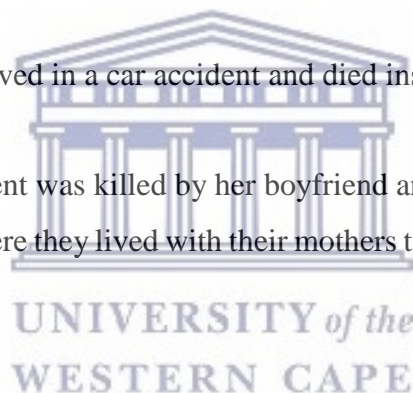 ved in a car accident and died ins
ent was killed by her boyfriend a
ere they lived with their mothers t
UNIVERSITY of the
WESTERN CAPE